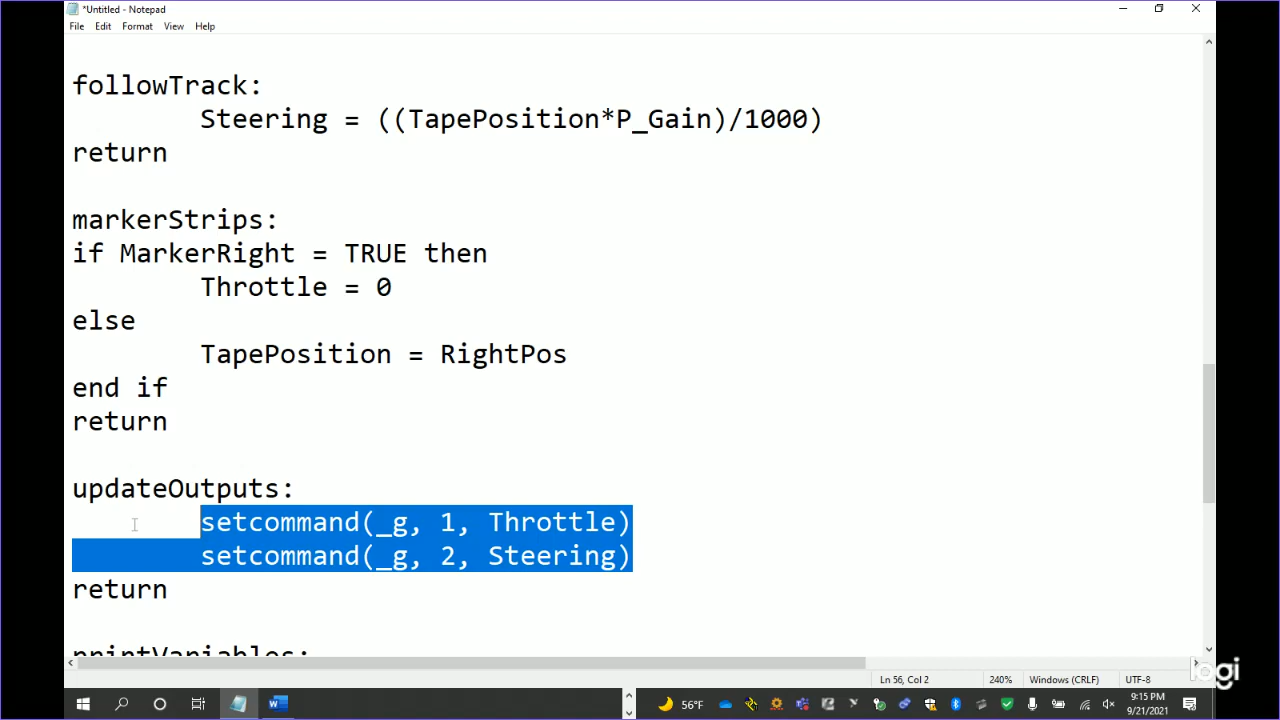 *Untitled - Notepad
File Edit Format View Help
followTrack:
Steering = ((TapePosition*P_Gain)/1000)
return
markerStrips:
if MarkerRight = TRUE then
Throttle = 0
else
TapePosition = RightPos
end if
return
updateOutputs:
setcommand(_g, 1, Throttle)
setcommand(_g, 2, Steering)
return
printVariables:
Ln 56, Col 2 240% Windows (CRLF) UTF-8
logi
56°F
9:15 PM
9/21/2021